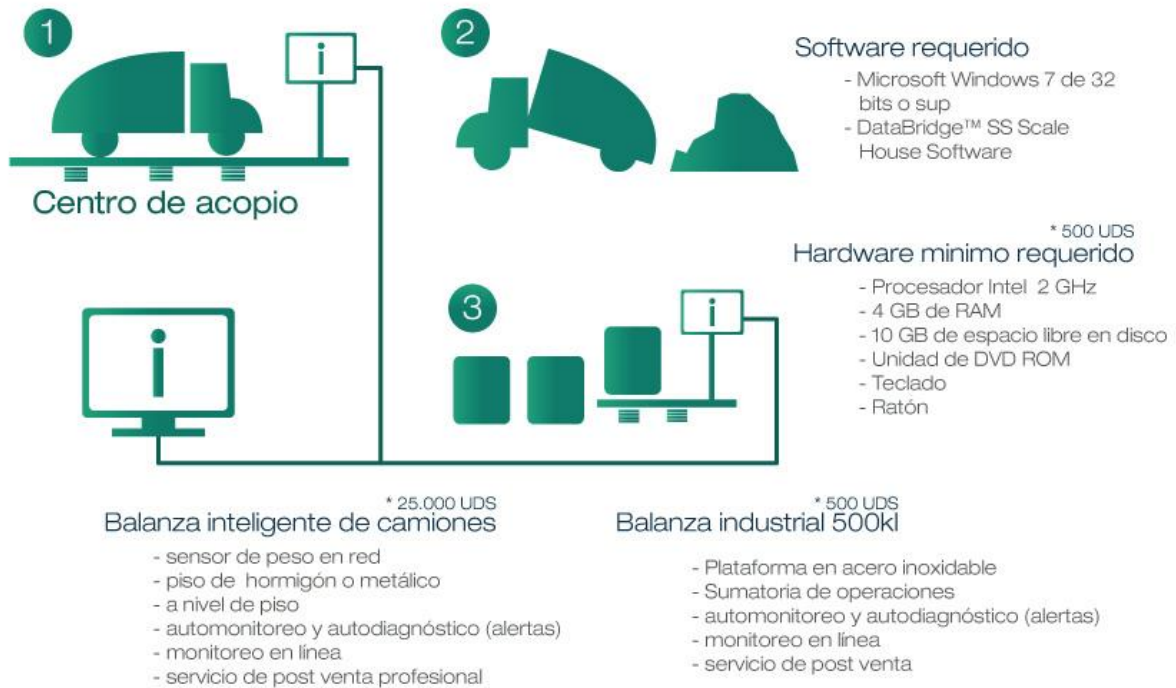 1
i
Centro de acopio
2
Software requerido
- Microsoft Windows 7 de 32
bits o sup
- DataBridge™ SS Scale
House Software
* 500 UDS
Hardware minimo requerido
- Procesador Intel 2 GHz
- 4 GB de RAM
- 10 GB de espacio libre en disco
- Unidad de DVD ROM
- Teclado
- Ratón
i
3
i
* 25.000 UDS
Balanza inteligente de camiones
- sensor de peso en red
- piso de hormigón o metálico
- a nivel de piso
- automonitoreo y autodiagnóstico (alertas)
- monitoreo en línea
- servicio de post venta profesional
* 500 UDS
Balanza industrial 500kl
- Plataforma en acero inoxidable
- Sumatoria de operaciones
- automonitoreo y autodiagnóstico (alertas)
- monitoreo en línea
- servicio de post venta